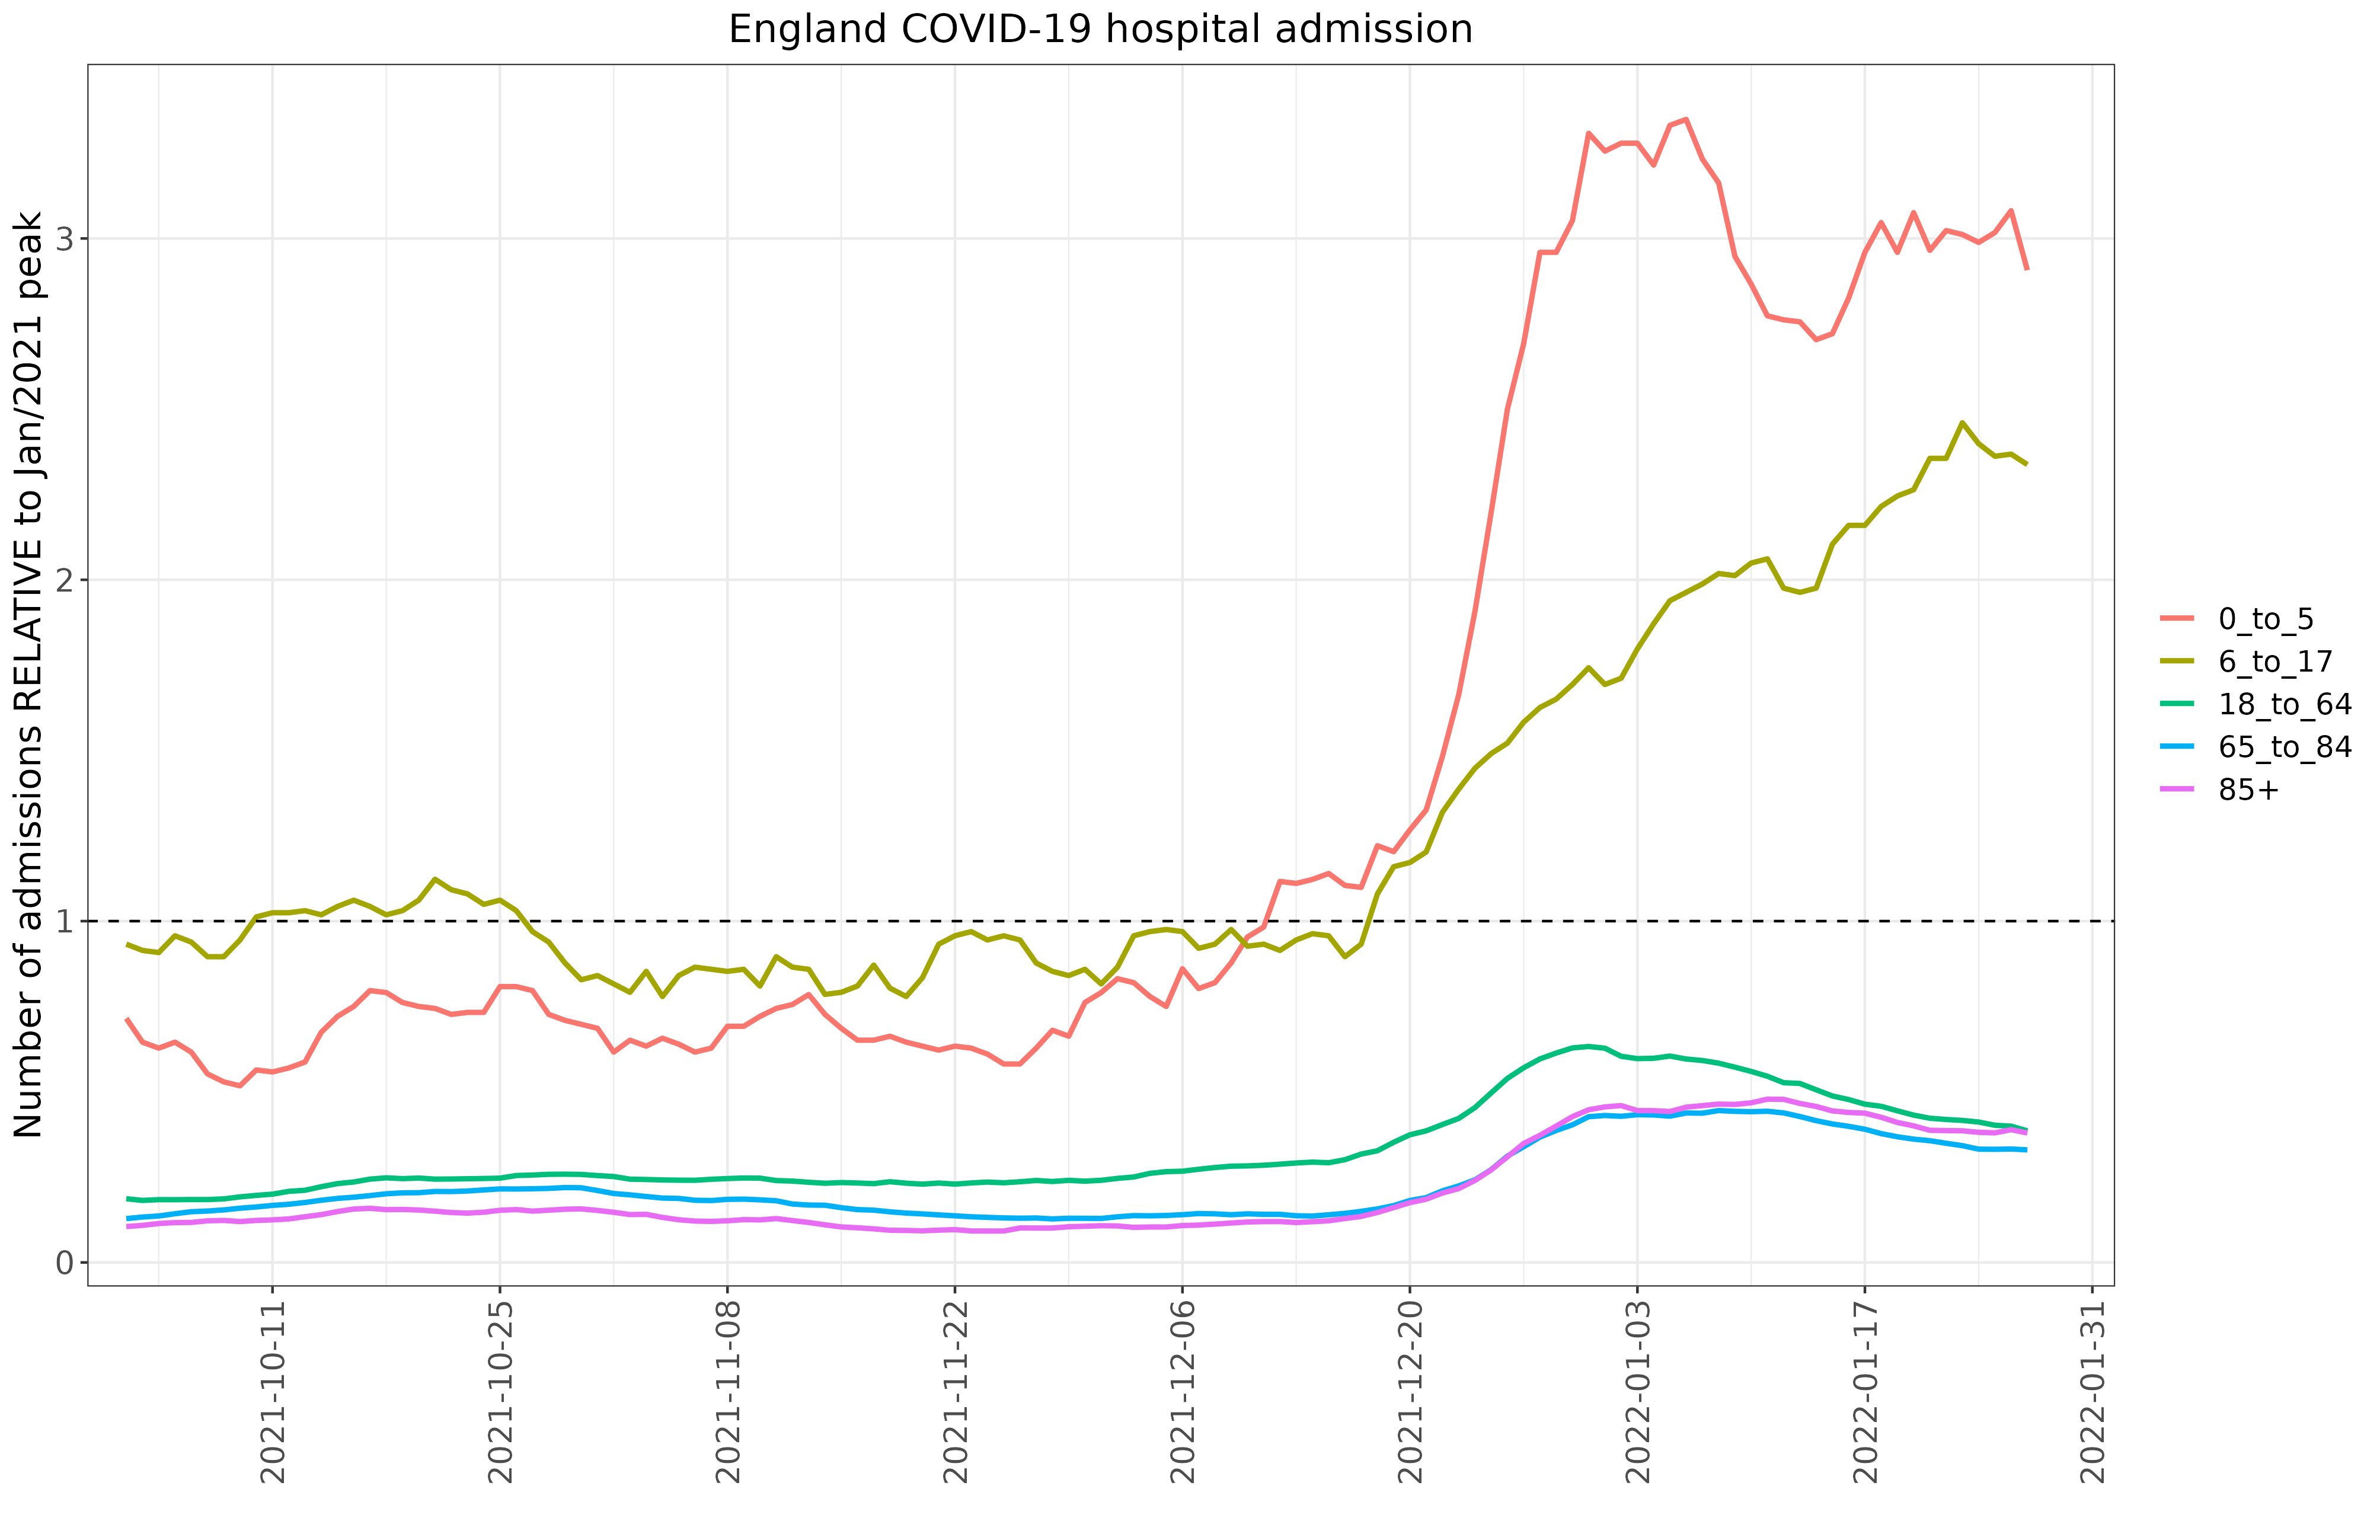 England COVID-19 hospital admission
Number of admissions RELATIVE to Jan/2021 peak
3
2
1
0
2021-10-11
2021-10-25
2021-11-08
2021-11-22
2021-12-06
2021-12-20
2022-01-03
2022-01-17
2022-01-31
0_to_5
6_to_17
18_to_64
65_to_84
85+